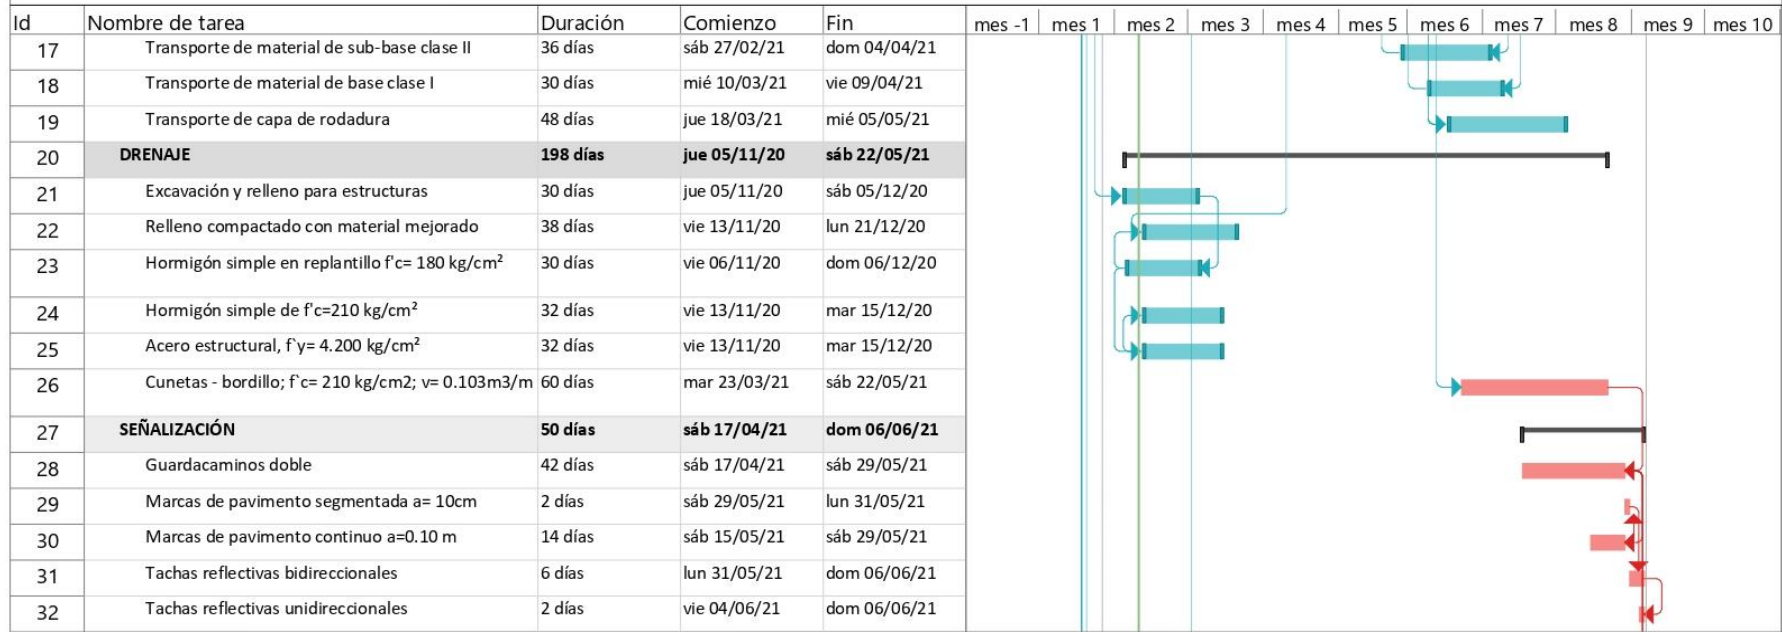 Id Nombre de tarea Duración Comienzo Fin mes -1 mes 1 mes 2 mes 3 mes 4 mes 5 mes 6 mes 7 mes 8 mes 9 mes 10
17 Transporte de material de sub-base clase II 36 días sáb 27/02/21 dom 04/04/21
18 Transporte de material de base clase I 30 días mié 10/03/21 vie 09/04/21
19 Transporte de capa de rodadura 48 días jue 18/03/21 mié 05/05/21
20 DRENAJE 198 días jue 05/11/20 sáb 22/05/21
21 Excavación y relleno para estructuras 30 días jue 05/11/20 sáb 05/12/20
22 Relleno compactado con material mejorado 38 días vie 13/11/20 lun 21/12/20
23 Hormigón simple en replantillo f'c= 180 kg/cm² 30 días vie 06/11/20 dom 06/12/20
24 Hormigón simple de f'c=210 kg/cm² 32 días vie 13/11/20 mar 15/12/20
25 Acero estructural, f`y= 4.200 kg/cm² 32 días vie 13/11/20 mar 15/12/20
26 Cunetas - bordillo; f`c= 210 kg/cm2; v= 0.103m3/m 60 días mar 23/03/21 sáb 22/05/21
27 SEÑALIZACIÓN 50 días sáb 17/04/21 dom 06/06/21
28 Guardacaminos doble 42 días sáb 17/04/21 sáb 29/05/21
29 Marcas de pavimento segmentada a= 10cm 2 días sáb 29/05/21 lun 31/05/21
30 Marcas de pavimento continuo a=0.10 m 14 días sáb 15/05/21 sáb 29/05/21
31 Tachas reflectivas bidireccionales 6 días lun 31/05/21 dom 06/06/21
32 Tachas reflectivas unidireccionales 2 días vie 04/06/21 dom 06/06/21